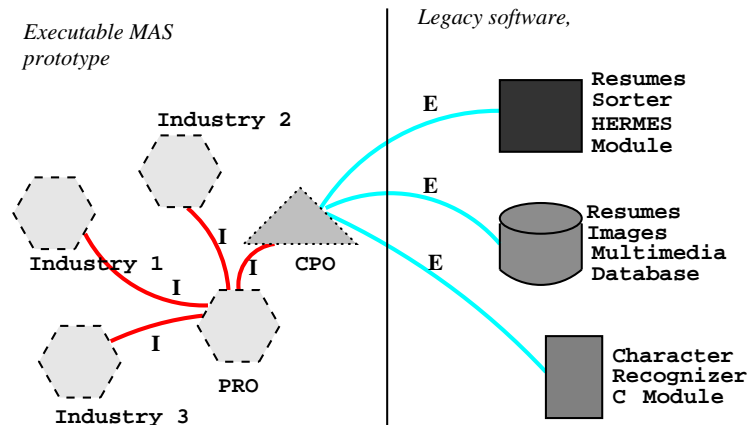 Executable MAS
prototype
Legacy software,
Industry 2
Industry 1
Industry 3
I
I
I
I
PRO
CPO
E
E
E
Resumes
Sorter
HERMES
Module
Resumes
Images
Multimedia
Database
Character
Recognizer
C Module